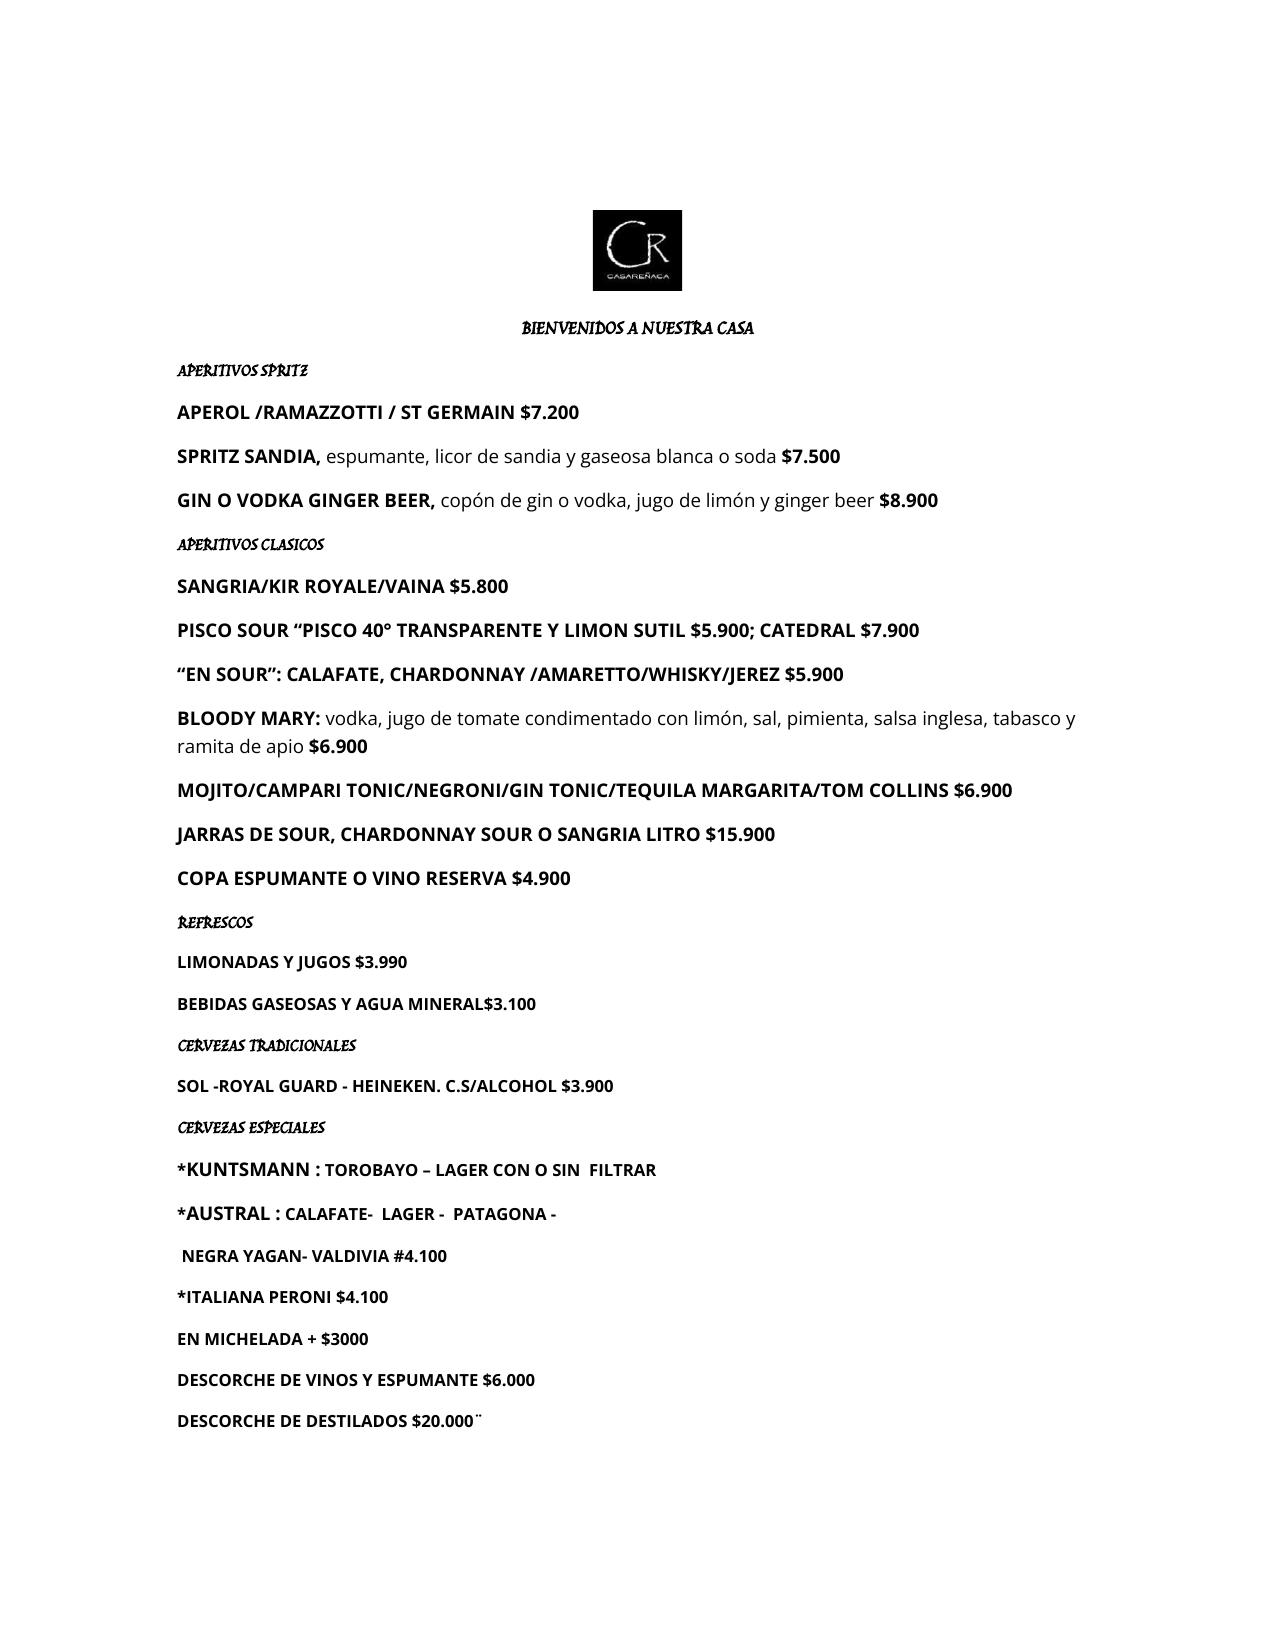 CR
CASAREÑACA
BIENVENIDOS A NUESTRA CASA
APERITIVOS SPRITZ
APEROL /RAMAZZOTTI / ST GERMAIN $7.200
SPRITZ SANDIA, espumante, licor de sandia y gaseosa blanca o soda $7.500
GIN O VODKA GINGER BEER, copón de gin o vodka, jugo de limón y ginger beer $8.900
APERITIVOS CLASICOS
SANGRIA/KIR ROYALE/VAINA $5.800
PISCO SOUR “PISCO 40° TRANSPARENTE Y LIMON SUTIL $5.900; CATEDRAL $7.900
“EN SOUR”: CALAFATE, CHARDONNAY /AMARETTO/WHISKY/JEREZ $5.900
BLOODY MARY: vodka, jugo de tomate condimentado con limón, sal, pimienta, salsa inglesa, tabasco y
ramita de apio $6.900
MOJITO/CAMPARI TONIC/NEGRONI/GIN TONIC/TEQUILA MARGARITA/TOM COLLINS $6.900
JARRAS DE SOUR, CHARDONNAY SOUR O SANGRIA LITRO $15.900
COPA ESPUMANTE O VINO RESERVA $4.900
REFRESCOS
LIMONADAS Y JUGOS $3.990
BEBIDAS GASEOSAS Y AGUA MINERAL$3.100
CERVEZAS TRADICIONALES
SOL -ROYAL GUARD - HEINEKEN. C.S/ALCOHOL $3.900
CERVEZAS ESPECIALES
*KUNTSMANN : TOROBAYO – LAGER CON O SIN  FILTRAR
*AUSTRAL : CALAFATE-  LAGER -  PATAGONA -
NEGRA YAGAN- VALDIVIA #4.100
*ITALIANA PERONI $4.100
EN MICHELADA + $3000
DESCORCHE DE VINOS Y ESPUMANTE $6.000
DESCORCHE DE DESTILADOS $20.000¨